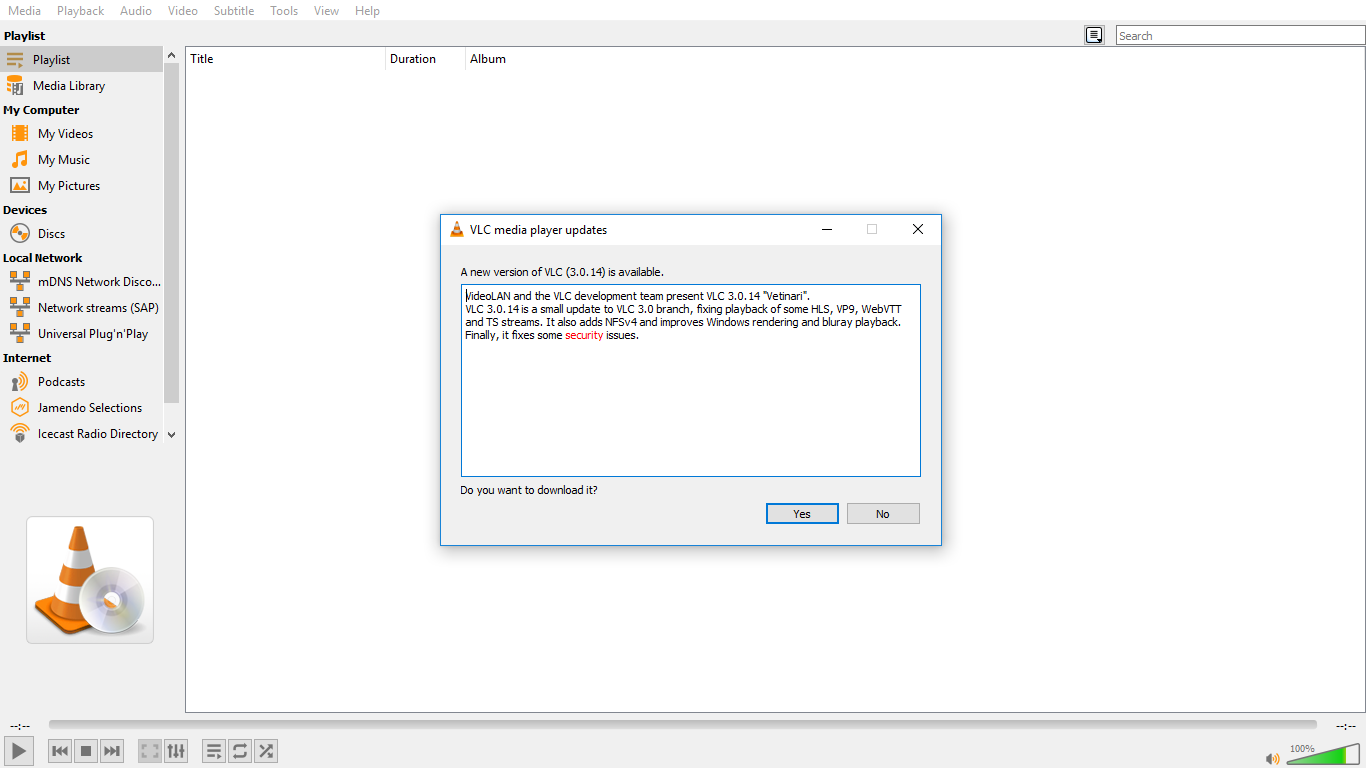 Media Playback Audio Video Subtitle Tools View Help
Playlist
Search
Playlist
Media Library
My Computer
My Videos
My Music
My Pictures
Devices
Discs
Local Network
mDNS Network Disco...
Network streams (SAP)
Universal Plug'n'Play
Internet
Podcasts
Jamendo Selections
Icecast Radio Directory
Title Duration Album
VLC media player updates
A new version of VLC (3.0.14) is available.
VideoLAN and the VLC development team present VLC 3.0.14 "Vetinari".
VLC 3.0.14 is a small update to VLC 3.0 branch, fixing playback of some HLS, VP9, WebVTT
and TS streams. It also adds NFSv4 and improves Windows rendering and bluray playback.
Finally, it fixes some security issues.
Do you want to download it?
Yes No
--:-- --:--
100%